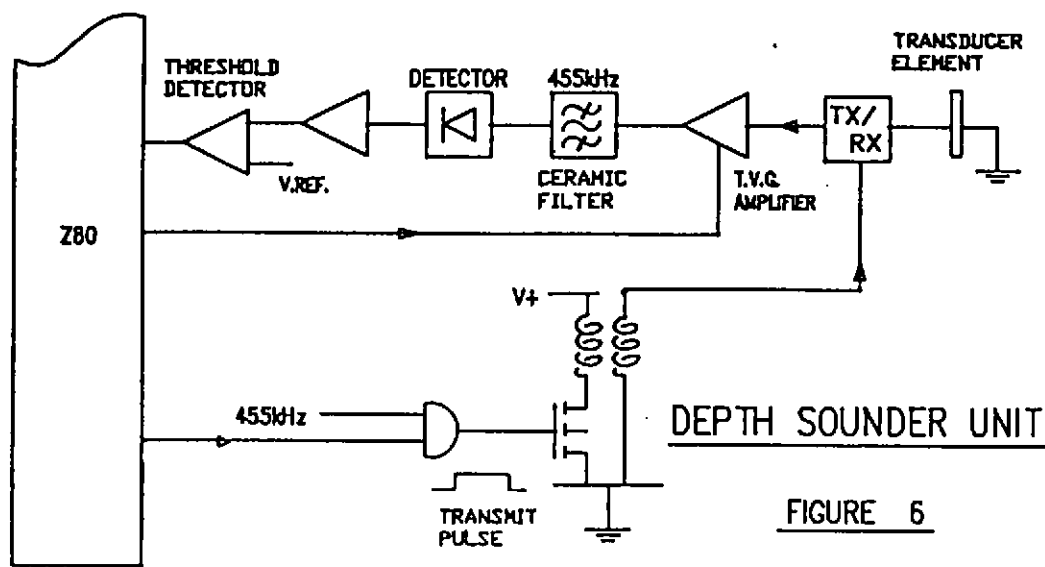 TRANSDUCER
ELEMENT
THRESHOLD
DETECTOR
DETECTOR
455kHz
TX/
RX
V.REF.
CERAMIC
FILTER
T.V.G.
AMPLIFIER
Z80
V+
455kHz
DEPTH SOUNDER UNIT
TRANSMIT
PULSE
FIGURE 6